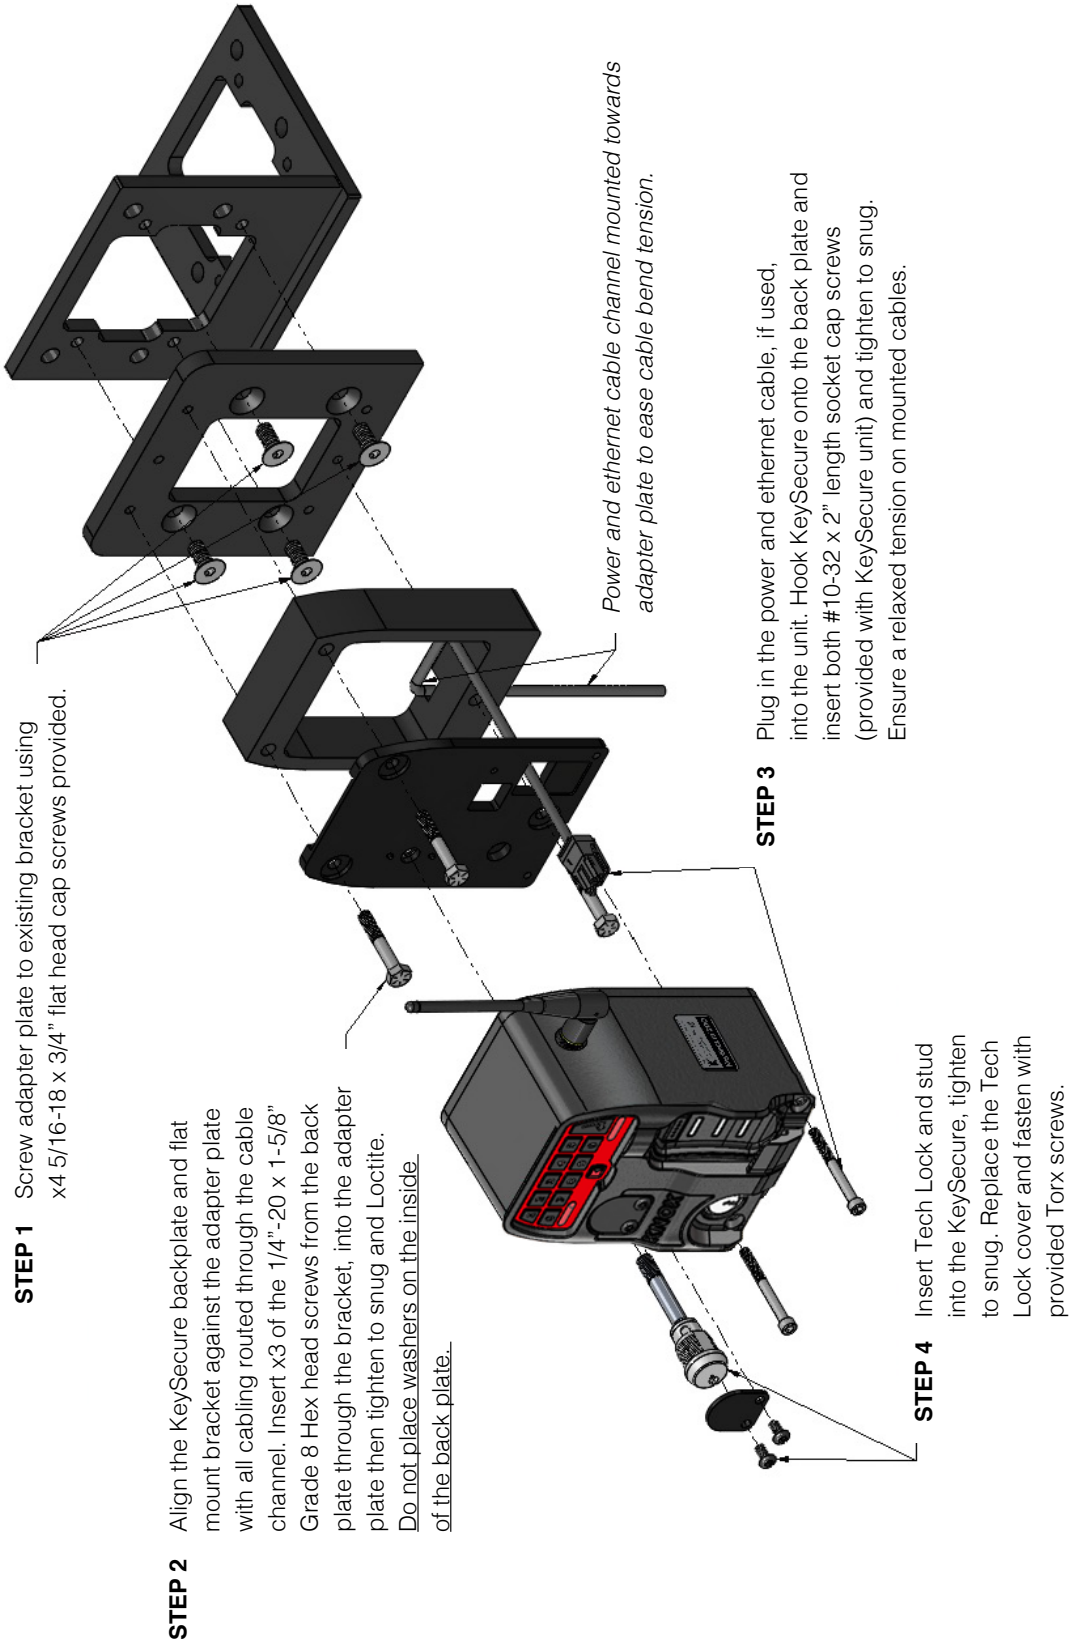 STEP 1 Screw adapter plate to existing bracket using
x4 5/16-18 x 3/4” flat head cap screws provided.
STEP 2 Align the KeySecure backplate and flat
mount bracket against the adapter plate
with all cabling routed through the cable
channel. Insert x3 of the 1/4”-20 x 1-5/8”
Grade 8 Hex head screws from the back
plate through the bracket, into the adapter
plate then tighten to snug and Loctite.
Do not place washers on the inside
of the back plate.
Power and ethernet cable channel mounted towards
adapter plate to ease cable bend tension.
STEP 3 Plug in the power and ethernet cable, if used,
into the unit. Hook KeySecure onto the back plate and
insert both #10-32 x 2” length socket cap screws
(provided with KeySecure unit) and tighten to snug.
Ensure a relaxed tension on mounted cables.
STEP 4 Insert Tech Lock and stud
into the KeySecure, tighten
to snug. Replace the Tech
Lock cover and fasten with
provided Torx screws.
KNOX